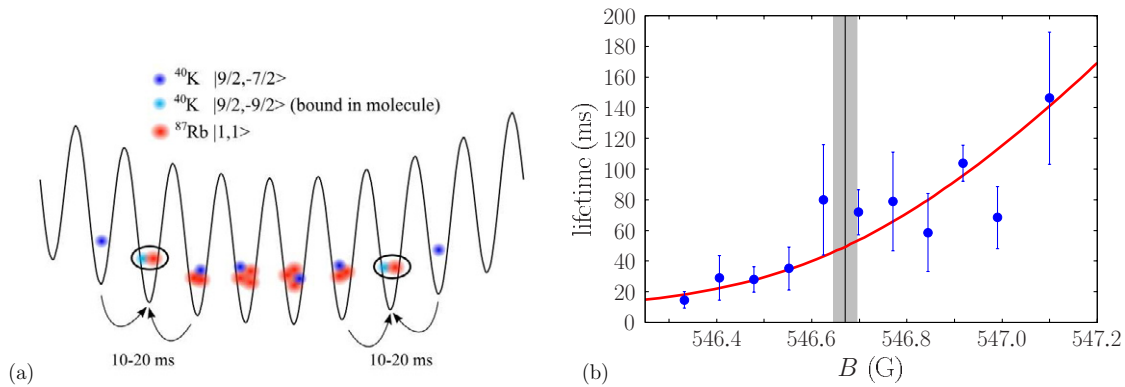 ⁴⁰K |9/2,-7/2>
⁴⁰K |9/2,-9/2> (bound in molecule)
⁸⁷Rb |1,1>
10-20 ms
10-20 ms
(a)
200
180
160
140
120
100
80
60
40
20
0
lifetime (ms)
546.4
546.6
546.8
547.0
547.2
B (G)
(b)